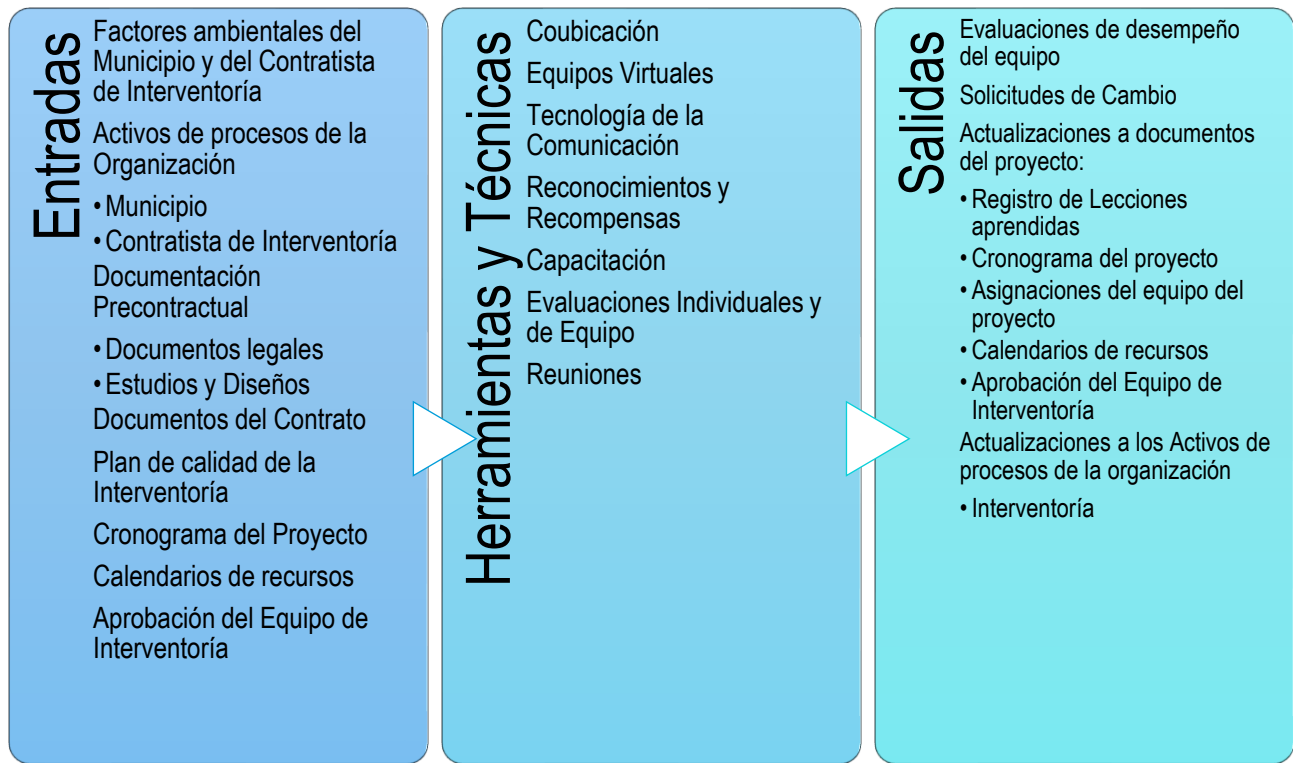 Entradas
Factores ambientales del
Municipio y del Contratista
de Interventoría
Activos de procesos de la
Organización
• Municipio
• Contratista de Interventoría
Documentación
Precontractual
• Documentos legales
• Estudios y Diseños
Documentos del Contrato
Plan de calidad de la
Interventoría
Cronograma del Proyecto
Calendarios de recursos
Aprobación del Equipo de
Interventoría
Herramientas y Técnicas
Coubicación
Equipos Virtuales
Tecnología de la
Comunicación
Reconocimientos y
Recompensas
Capacitación
Evaluaciones Individuales y
de Equipo
Reuniones
Salidas
Evaluaciones de desempeño
del equipo
Solicitudes de Cambio
Actualizaciones a documentos
del proyecto:
• Registro de Lecciones
aprendidas
• Cronograma del proyecto
• Asignaciones del equipo del
proyecto
• Calendarios de recursos
• Aprobación del Equipo de
Interventoría
Actualizaciones a los Activos de
procesos de la organización
• Interventoría